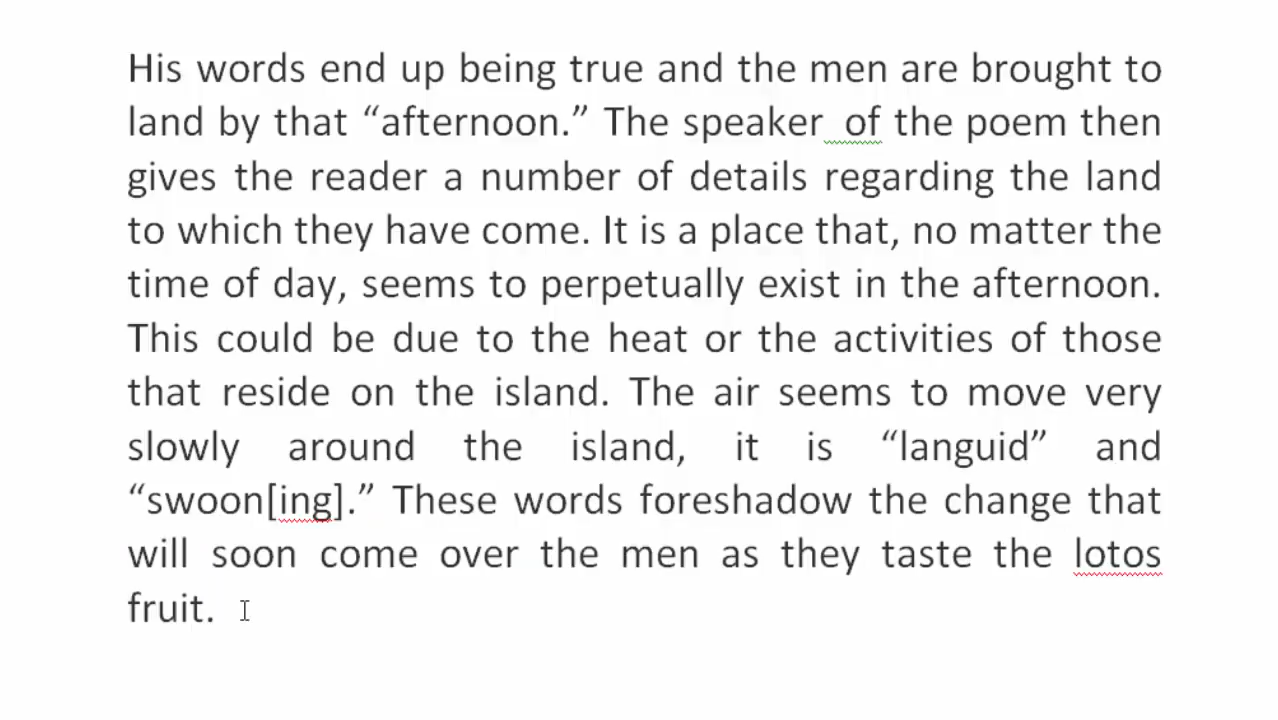 His words end up being true and the men are brought to
land by that “afternoon.” The speaker of the poem then
gives the reader a number of details regarding the land
to which they have come. It is a place that, no matter the
time of day, seems to perpetually exist in the afternoon.
This could be due to the heat or the activities of those
that reside on the island. The air seems to move very
slowly around the island, it is “languid” and
“swoon[ing].” These words foreshadow the change that
will soon come over the men as they taste the lotos
fruit.